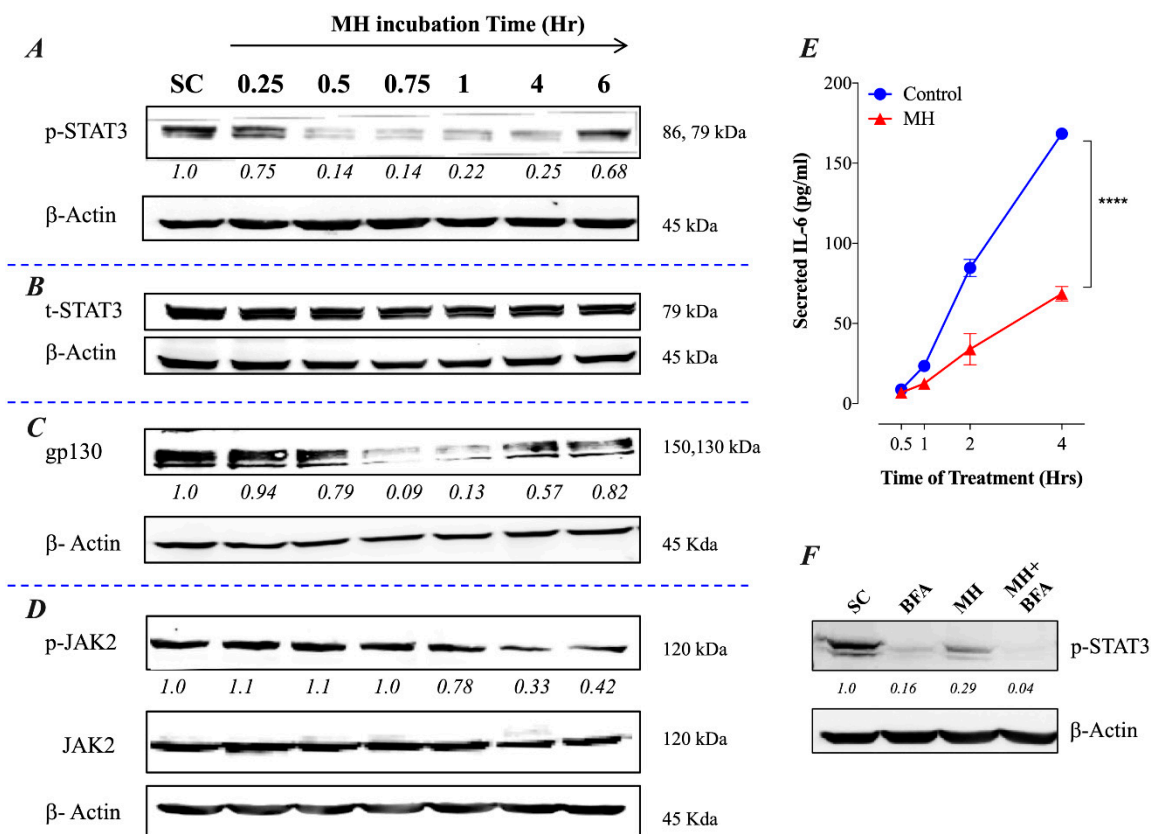 MH incubation Time (Hr)
A
SC 0.25 0.5 0.75 1 4 6
p-STAT3
86, 79 kDa
1.0 0.75 0.14 0.14 0.22 0.25 0.68
β-Actin
45 kDa
B
t-STAT3
79 kDa
β-Actin
45 kDa
C
gp130
150,130 kDa
1.0 0.94 0.79 0.09 0.13 0.57 0.82
β- Actin
45 Kda
D
p-JAK2
120 kDa
1.0 1.1 1.1 1.0 0.78 0.33 0.42
JAK2
120 kDa
β- Actin
45 Kda
E
Control
MH
Secreted IL-6 (pg/ml)
200
150
100
50
0
****
0.5 1 2 4
Time of Treatment (Hrs)
F
SC BFA MH MH+
BFA
p-STAT3
1.0 0.16 0.29 0.04
β-Actin